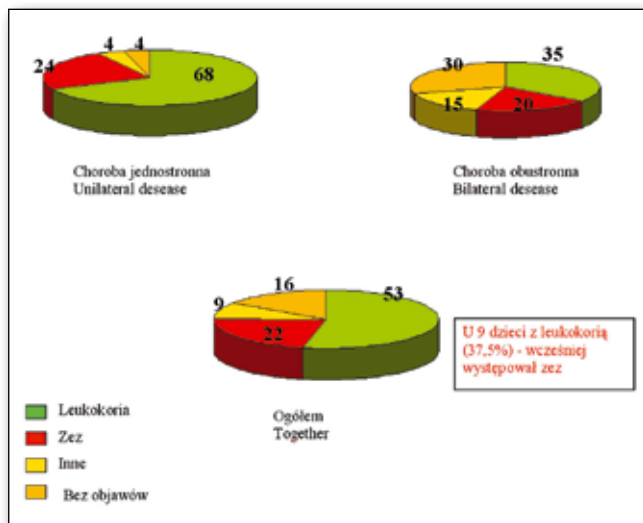 4 4
24
68
30 35
15 20
Choroba jednostronna
Unilateral desease
Choroba obustronna
Bilateral desease
16
9 53
22
U 9 dzieci z leukokorią
(37,5%) - wcześniej
występował zez
Leukokoria
Zez
Inne
Bez objawów
Ogółem
Together